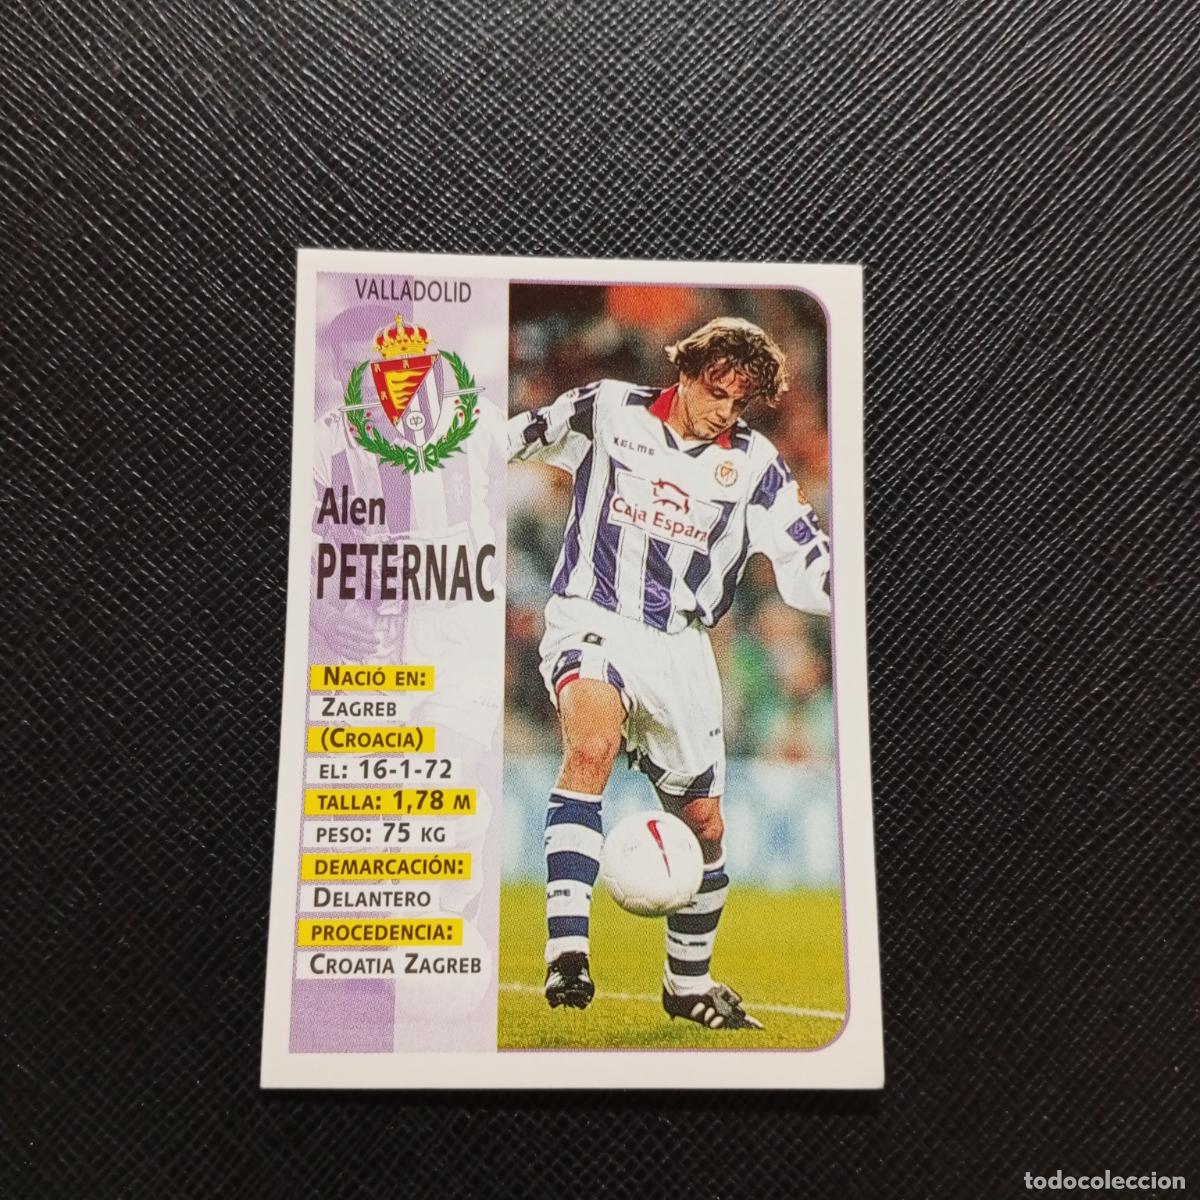 VALLADOLID
Alen
PETERNAC
NACIÓ EN:
ZAGREB
(CROACIA)
EL: 16-1-72
TALLA: 1,78 M
PESO: 75 KG
DEMARCACIÓN:
DELANTERO
PROCEDENCIA:
CROATIA ZAGREB
KELME
Caja España
todocoleccion